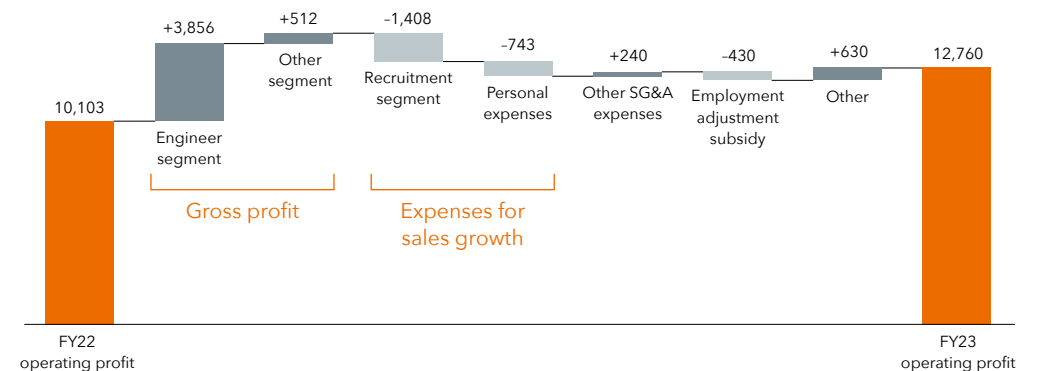 10,103
FY22
operating profit
+3,856
Engineer
segment
+512
Other
segment
Gross profit
–1,408
Recruitment
segment
–743
Personal
expenses
Expenses for
sales growth
+240
Other SG&A
expenses
–430
Employment
adjustment
subsidy
+630
Other
12,760
FY23
operating profit